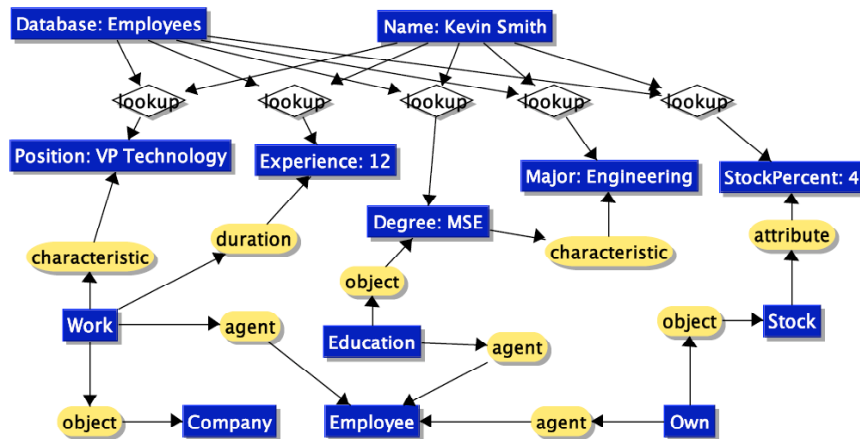 Database: Employees
Name: Kevin Smith
lookup
lookup
lookup
lookup
lookup
Position: VP Technology
Experience: 12
Major: Engineering
StockPercent: 4
Degree: MSE
duration
attribute
characteristic
characteristic
object
Work
agent
Education
agent
object
Stock
object
Company
Employee
agent
Own